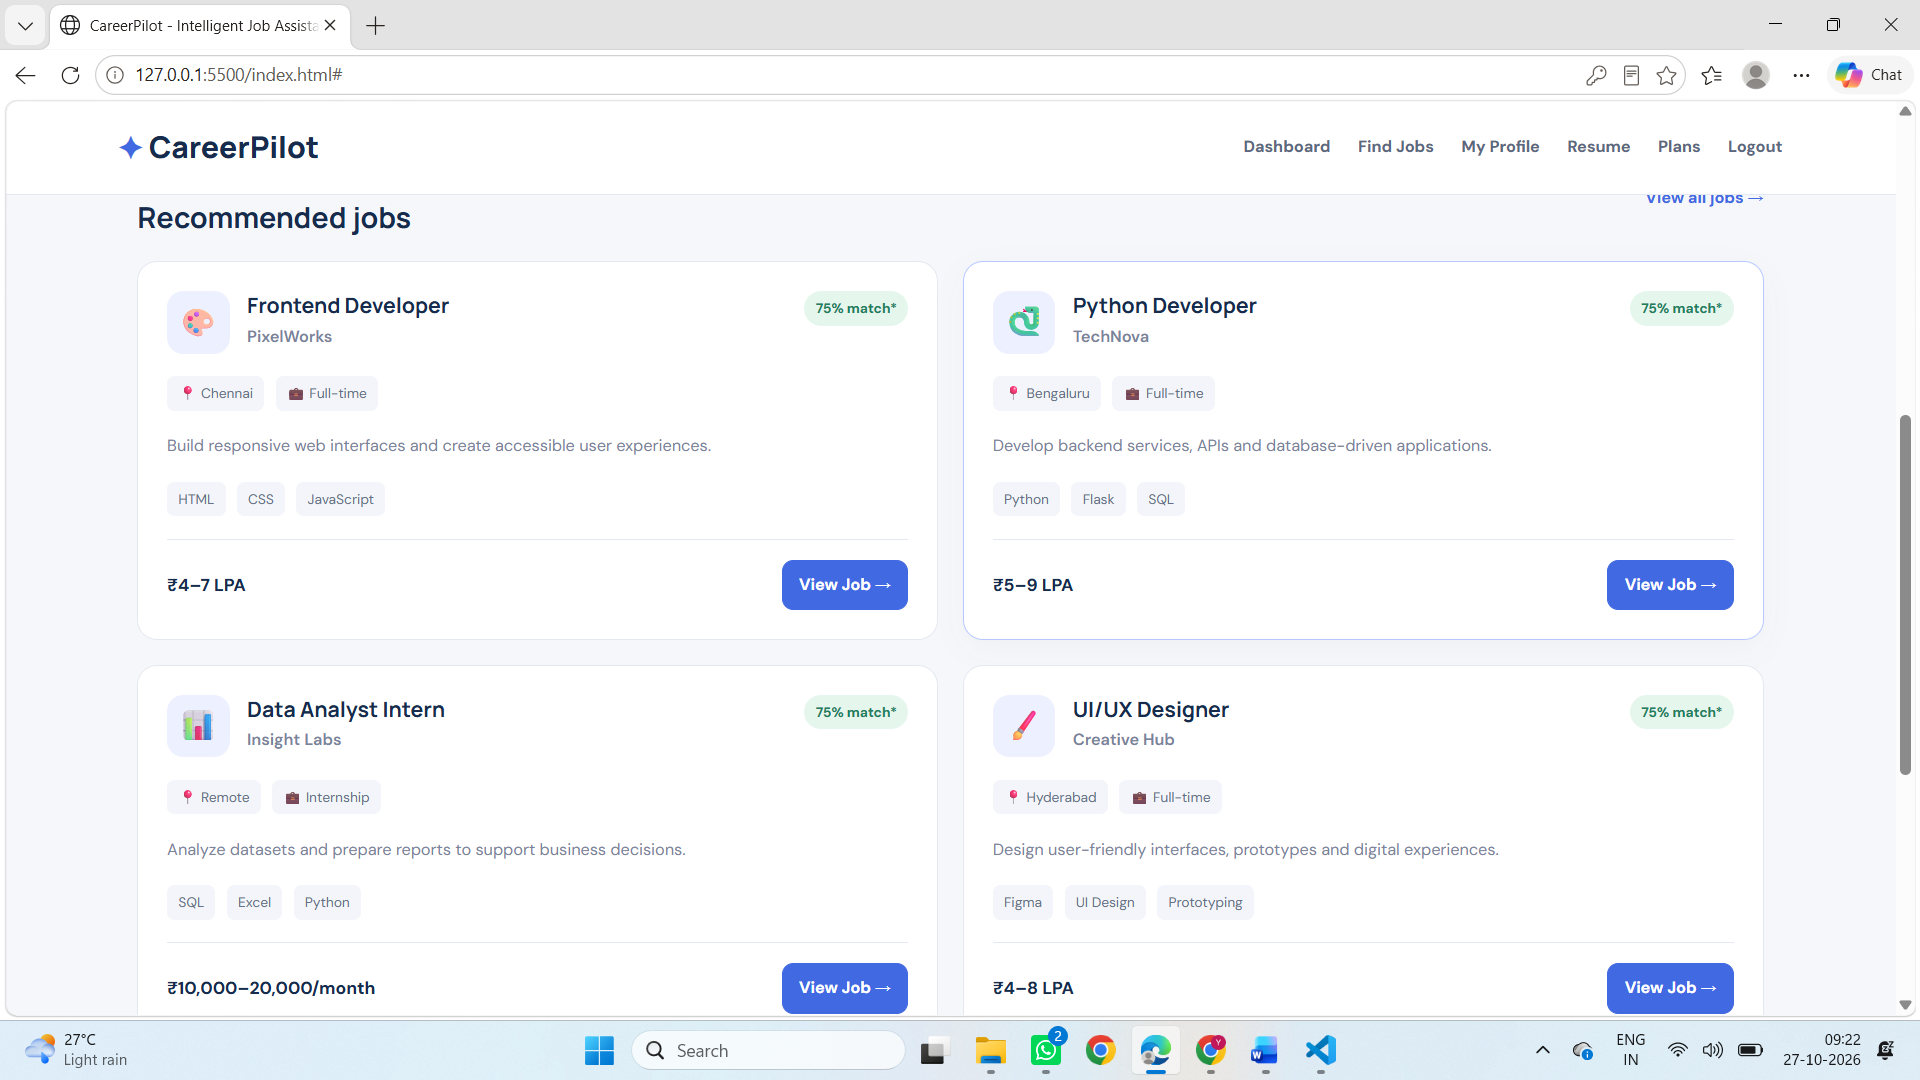 CareerPilot - Intelligent Job Assista
127.0.0.1:5500/index.html#
Chat
CareerPilot
Dashboard
Find Jobs
My Profile
Resume
Plans
Logout
View all jobs →
Recommended jobs
Frontend Developer
PixelWorks
75% match*
Chennai
Full-time
Build responsive web interfaces and create accessible user experiences.
HTML
CSS
JavaScript
₹4–7 LPA
View Job →
Python Developer
TechNova
75% match*
Bengaluru
Full-time
Develop backend services, APIs and database-driven applications.
Python
Flask
SQL
₹5–9 LPA
View Job →
Data Analyst Intern
Insight Labs
75% match*
Remote
Internship
Analyze datasets and prepare reports to support business decisions.
SQL
Excel
Python
₹10,000–20,000/month
View Job →
UI/UX Designer
Creative Hub
75% match*
Hyderabad
Full-time
Design user-friendly interfaces, prototypes and digital experiences.
Figma
UI Design
Prototyping
₹4–8 LPA
View Job →
27°C
Light rain
Search
2
Y
W
ENG
IN
09:22
27-10-2026